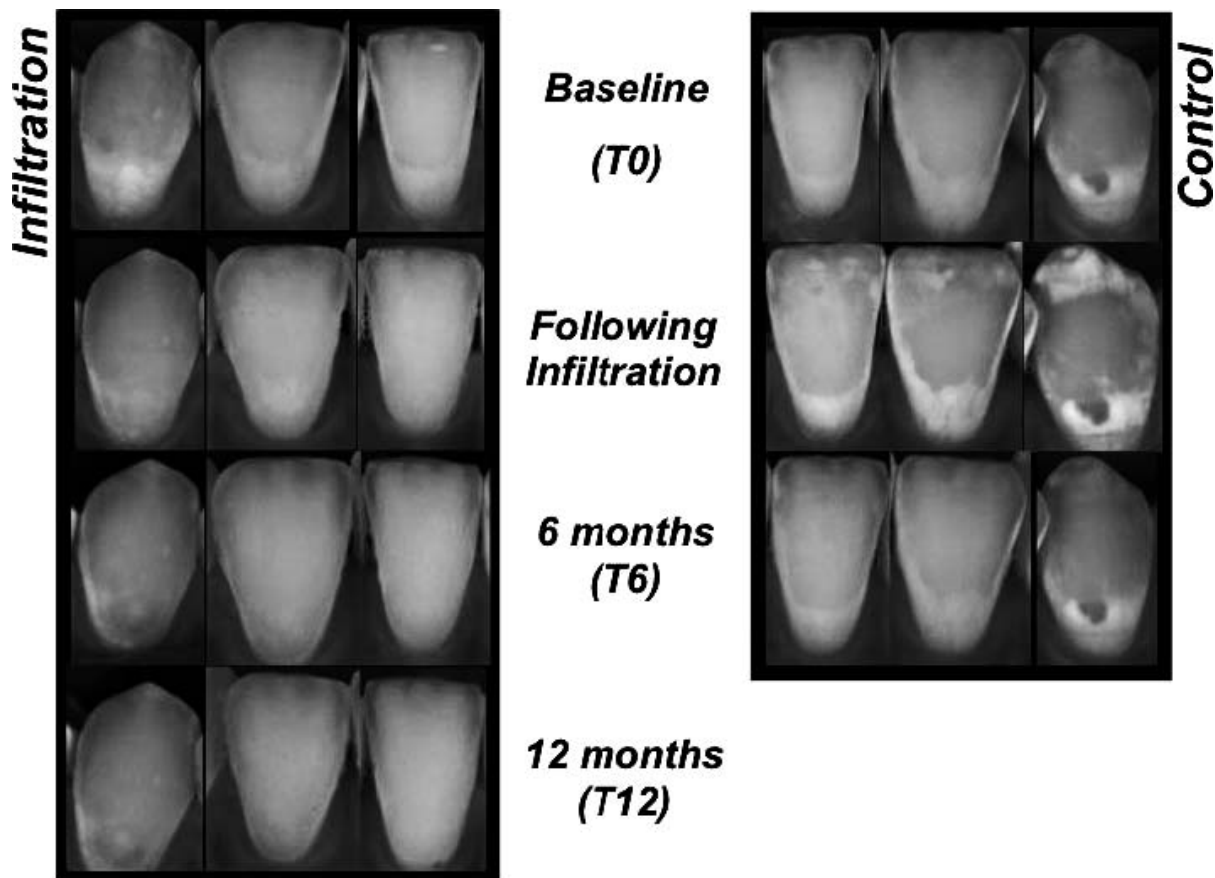 Infiltration
Baseline
(T0)
Control
Following
Infiltration
6 months
(T6)
12 months
(T12)